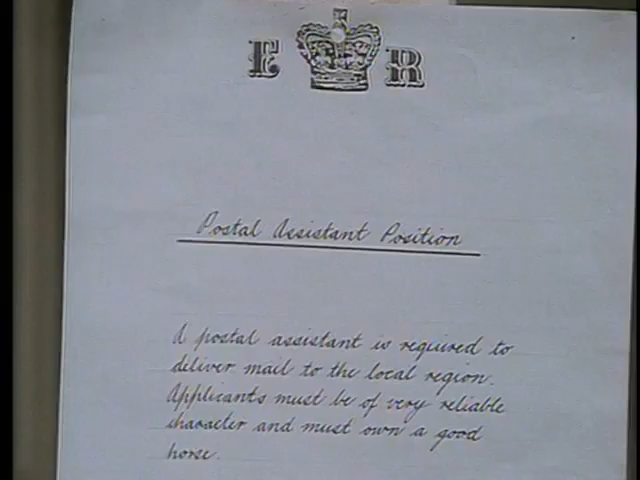 E R
Postal Assistant Position
A postal assistant is required to
deliver mail to the local region.
Applicants must be of very reliable
character and must own a good
horse.